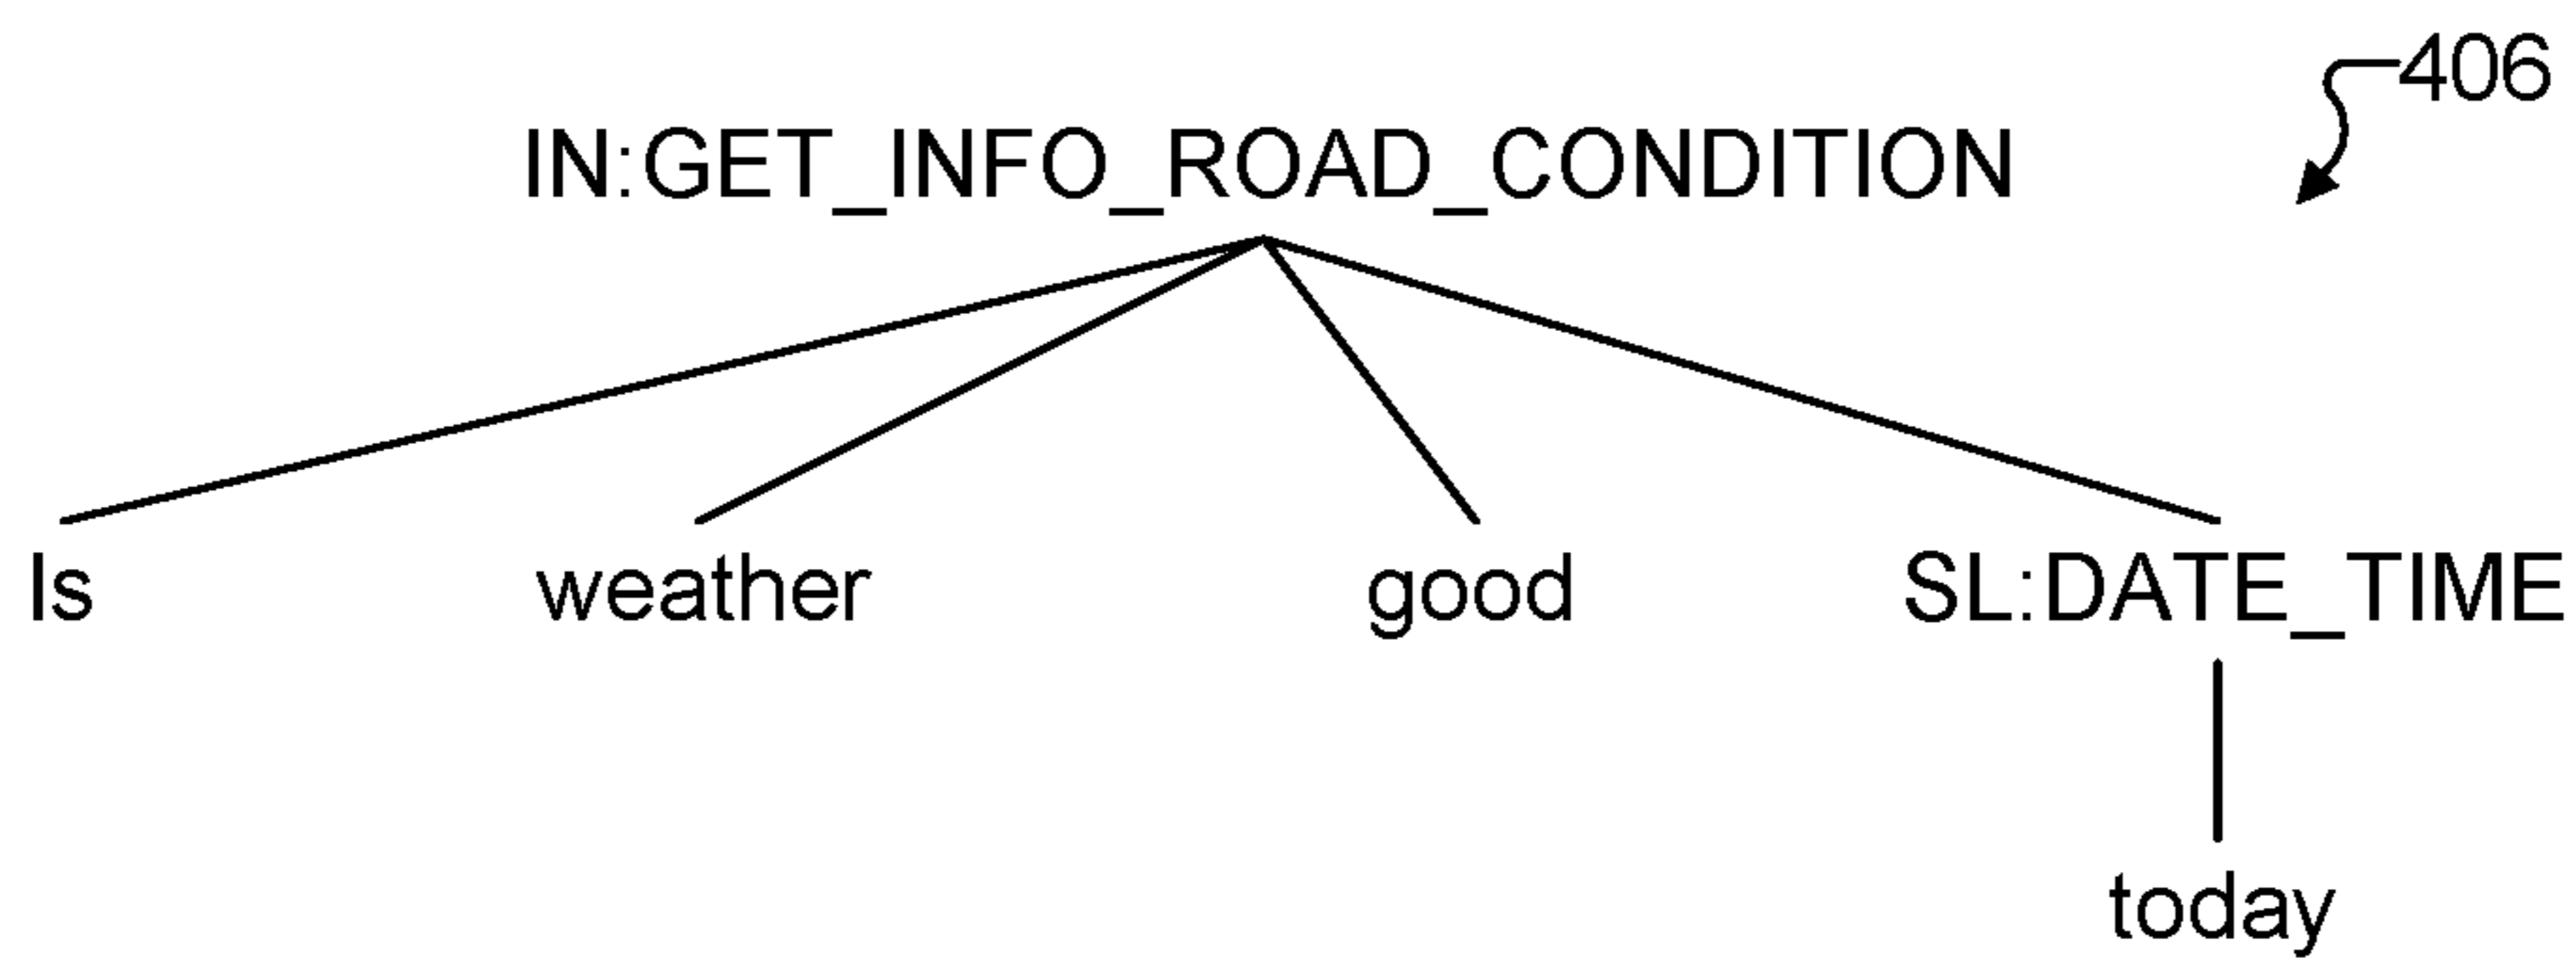 406
IN:GET_INFO_ROAD_CONDITION
Is weather good SL:DATE_TIME
today